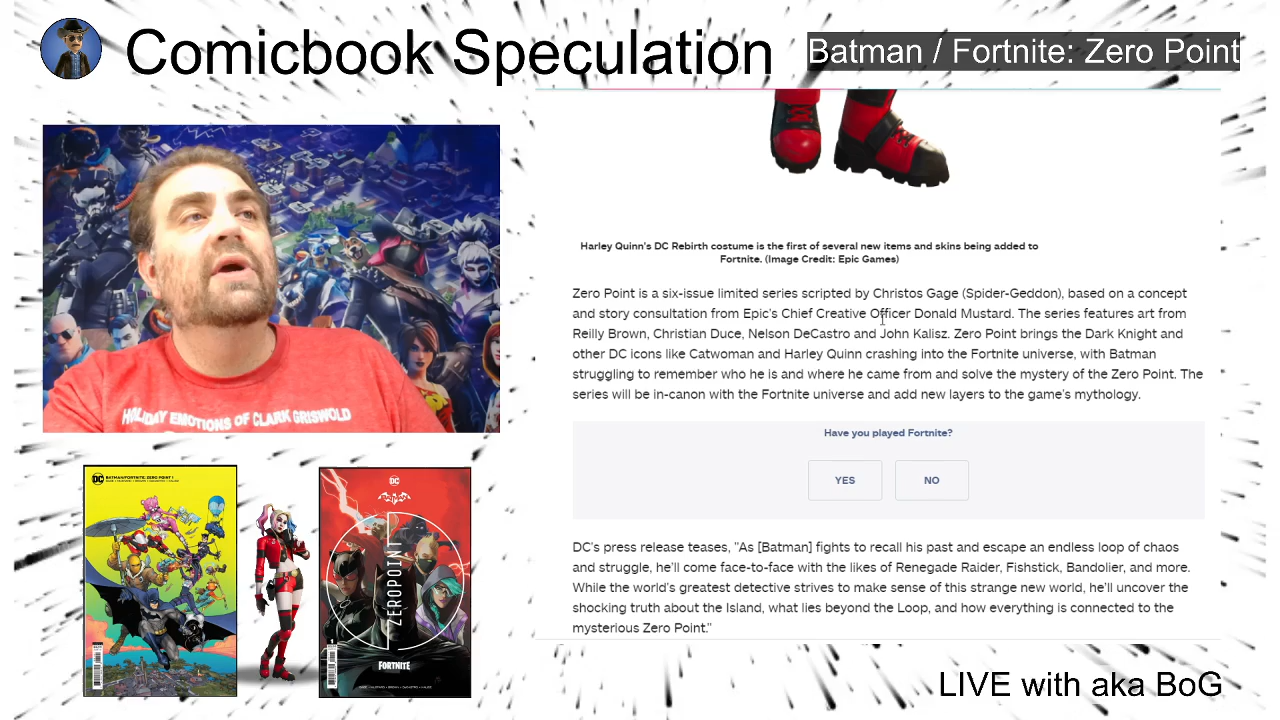 Comicbook Speculation
Batman / Fortnite: Zero Point
Harley Quinn's DC Rebirth costume is the first of several new items and skins being added to
Fortnite. (Image Credit: Epic Games)
Zero Point is a six-issue limited series scripted by Christos Gage (Spider-Geddon), based on a concept
and story consultation from Epic's Chief Creative Officer Donald Mustard. The series features art from
Reilly Brown, Christian Duce, Nelson DeCastro and John Kalisz. Zero Point brings the Dark Knight and
other DC icons like Catwoman and Harley Quinn crashing into the Fortnite universe, with Batman
struggling to remember who he is and where he came from and solve the mystery of the Zero Point. The
series will be in-canon with the Fortnite universe and add new layers to the game's mythology.
Have you played Fortnite?
YES
NO
DC's press release teases, "As [Batman] fights to recall his past and escape an endless loop of chaos
and struggle, he'll come face-to-face with the likes of Renegade Raider, Fishstick, Bandolier, and more.
While the world's greatest detective strives to make sense of this strange new world, he'll uncover the
shocking truth about the Island, what lies beyond the Loop, and how everything is connected to the
mysterious Zero Point."
HOLIDAY EMOTIONS OF CLARK GRISWOLD
DC
BATMAN/FORTNITE: ZERO POINT 1
DC
ZEROPOINT
FORTNITE
LIVE with aka BoG